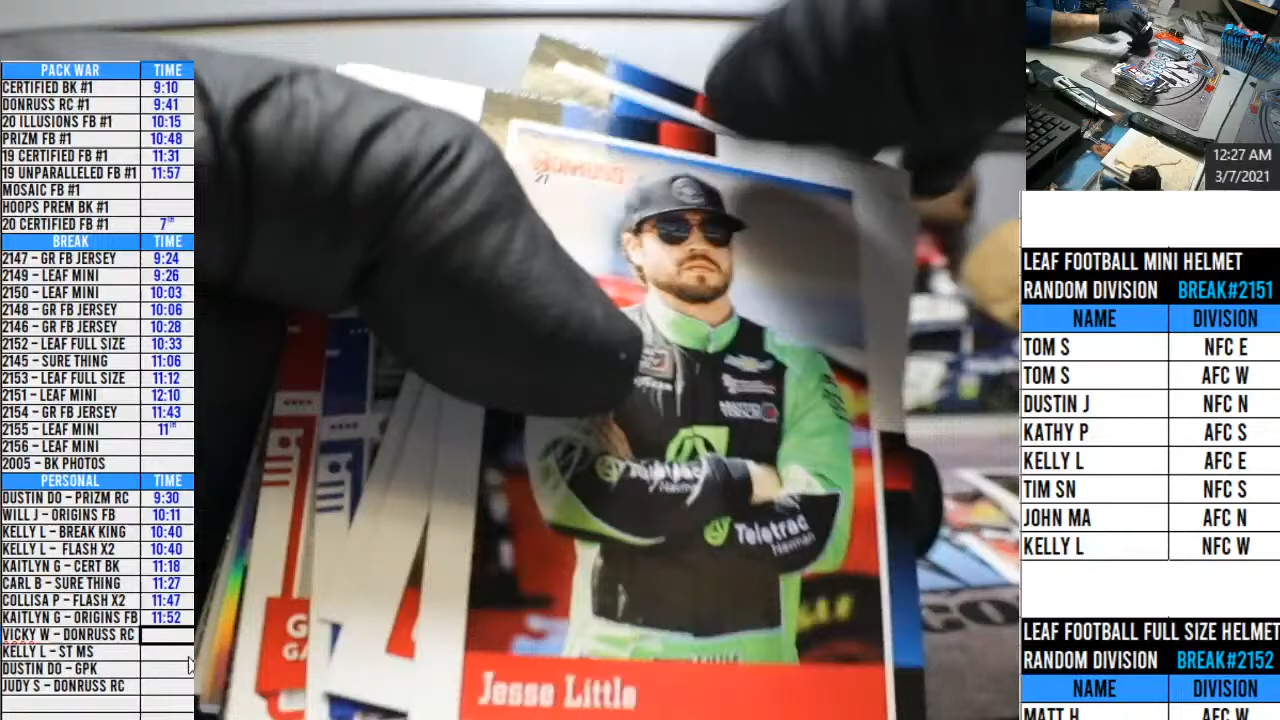 PACK WAR TIME
CERTIFIED BK #1 9:10
DONRUSS RC #1 9:41
20 ILLUSIONS FB #1 10:15
PRIZM FB #1 10:48
19 CERTIFIED FB #1 11:31
19 UNPARALLELED FB #1 11:57
MOSAIC FB #1
HOOPS PREM BK #1
20 CERTIFIED FB #1 7TH
BREAK TIME
2147 – GR FB JERSEY 9:24
2149 – LEAF MINI 9:26
2150 – LEAF MINI 10:03
2148 – GR FB JERSEY 10:06
2146 – GR FB JERSEY 10:28
2152 – LEAF FULL SIZE 10:33
2145 – SURE THING 11:06
2153 – LEAF FULL SIZE 11:12
2151 – LEAF MINI 12:10
2154 – GR FB JERSEY 11:43
2155 – LEAF MINI 11TH
2156 – LEAF MINI
2005 – BK PHOTOS
PERSONAL TIME
DUSTIN DO – PRIZM RC 9:30
WILL J – ORIGINS FB 10:11
KELLY L – BREAK KING 10:40
KELLY L – FLASH X2 10:40
KAITLYN G – CERT BK 11:18
CARL B – SURE THING 11:27
COLLISA P – FLASH X2 11:47
KAITLYN G – ORIGINS FB 11:52
VICKY W – DONRUSS RC
KELLY L – ST MS
DUSTIN DO – GPK
JUDY S – DONRUSS RC
DONRUSS
21
Teletrac
Navman
Jesse Little
12:27 AM
3/7/2021
LEAF FOOTBALL MINI HELMET
RANDOM DIVISION BREAK#2151
NAME DIVISION
TOM S NFC E
TOM S AFC W
DUSTIN J NFC N
KATHY P AFC S
KELLY L AFC E
TIM SN NFC S
JOHN MA AFC N
KELLY L NFC W
LEAF FOOTBALL FULL SIZE HELMET
RANDOM DIVISION BREAK#2152
NAME DIVISION
MATT H AFC W